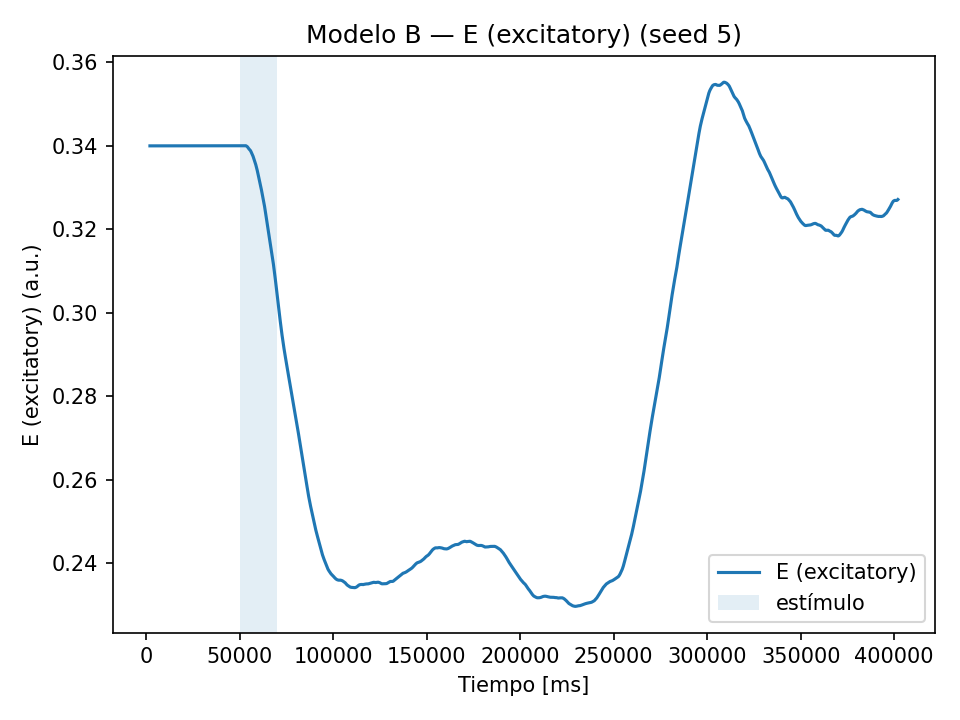 Modelo B — E (excitatory) (seed 5)
0.36
0.34
0.32
0.30
0.28
0.26
0.24
E (excitatory) (a.u.)
E (excitatory)
estímulo
0 50000 100000 150000 200000 250000 300000 350000 400000
Tiempo [ms]